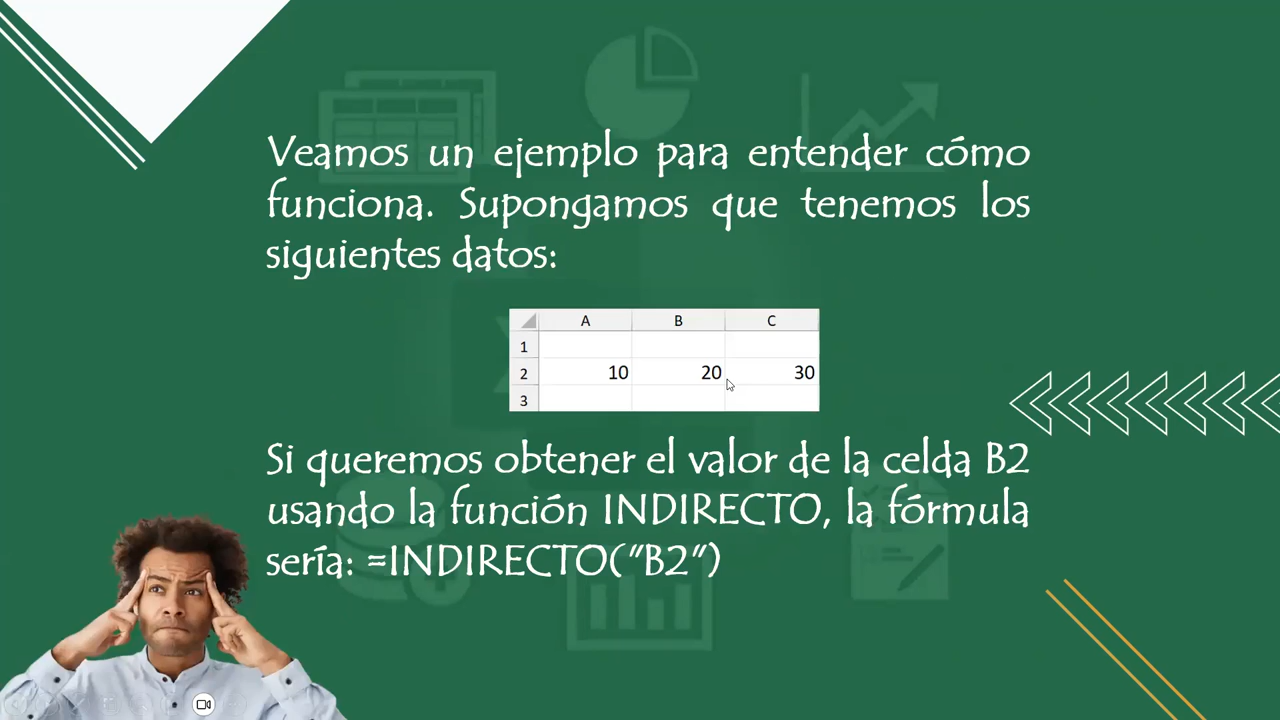 Veamos un ejemplo para entender cómo
funciona. Supongamos que tenemos los
siguientes datos:
A B C
1
2 10 20 30
3
Si queremos obtener el valor de la celda B2
usando la función INDIRECTO, la fórmula
sería: =INDIRECTO("B2")